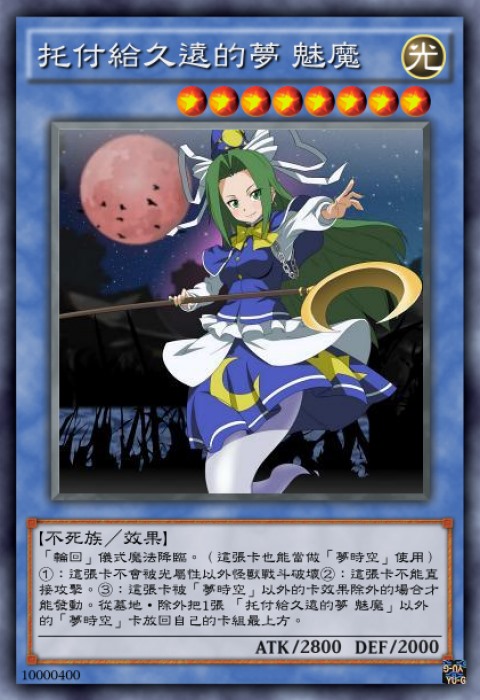 托付給久遠的夢 魅魔
光
[不死族／效果]
「輪回」儀式魔法降臨。（這張卡也能當做「夢時空」使用）
①：這張卡不會被光屬性以外怪獸戰斗破壞②：這張卡不能直
接攻擊。③：這張卡被「夢時空」以外的卡效果除外的場合才
能發動。從墓地·除外把1張 「托付給久遠的夢 魅魔」以外
的「夢時空」卡放回自己的卡組最上方。
ATK/2800 DEF/2000
10000400